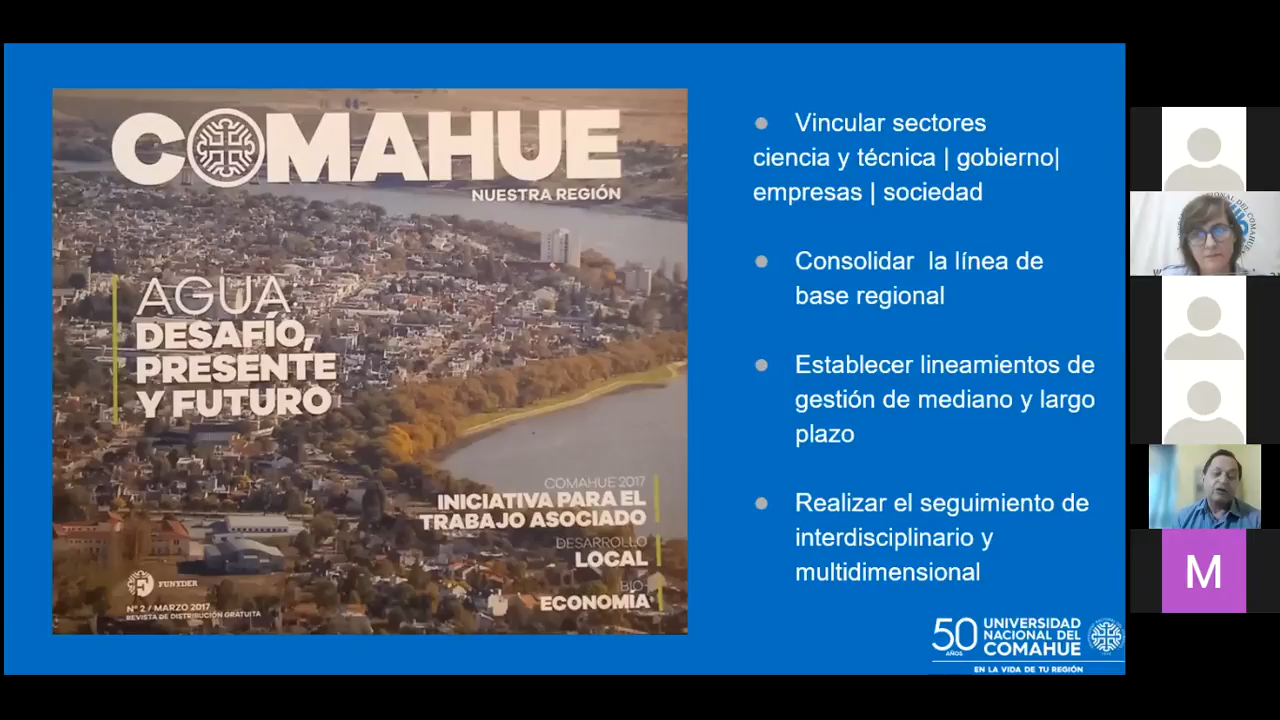 COMAHUE
NUESTRA REGIÓN
AGUA
DESAFÍO,
PRESENTE
Y FUTURO
COMAHUE 2017
INICIATIVA PARA EL
TRABAJO ASOCIADO
DESARROLLO
LOCAL
BIO-
ECONOMÍA
FUNYDER
Nº 2 / MARZO 2017
REVISTA DE DISTRIBUCIÓN GRATUITA
● Vincular sectores
ciencia y técnica | gobierno|
empresas | sociedad
● Consolidar la línea de
base regional
● Establecer lineamientos de
gestión de mediano y largo
plazo
● Realizar el seguimiento de
interdisciplinario y
multidimensional
50 AÑOS
UNIVERSIDAD
NACIONAL DEL
COMAHUE
EN LA VIDA DE TU REGIÓN
M